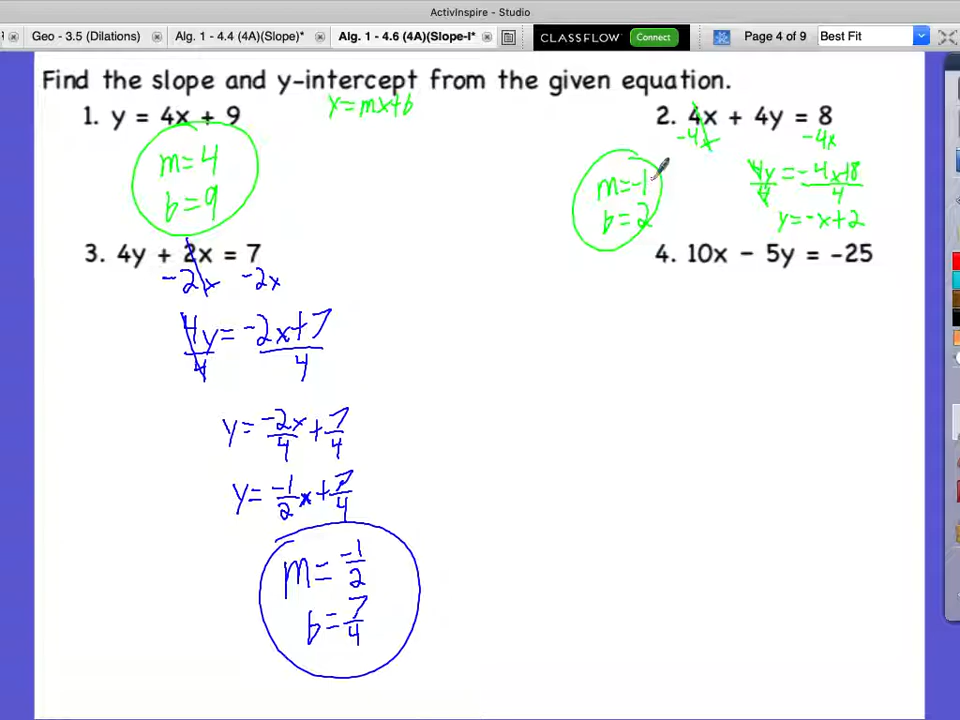 ActivInspire - Studio
Geo - 3.5 (Dilations)
Alg. 1 - 4.4 (4A)(Slope)*
Alg. 1 - 4.6 (4A)(Slope-I*
CLASSFLOW Connect
Page 4 of 9
Best Fit
Find the slope and y-intercept from the given equation.
y=mx+b
1. y = 4x + 9
m=4
b=9
2. 4x + 4y = 8
-4x -4x
4y = -4x+8
4 4
y=-x+2
m=-1
b=2
3. 4y + 2x = 7
-2x -2x
4y = -2x+7
4 4
y = -2x/4 + 7/4
y = -1/2 x + 7/4
m = -1/2
b = 7/4
4. 10x - 5y = -25